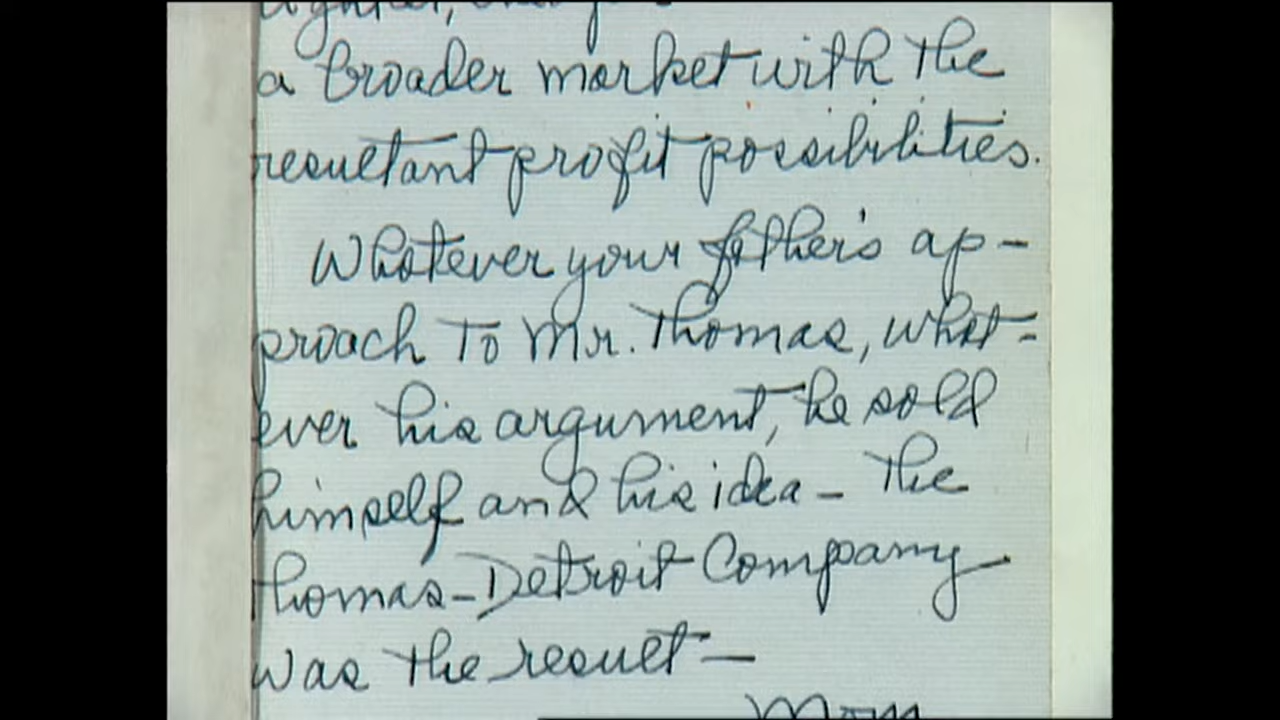 a broader market with the
resultant profit possibilities.
Whatever your father's ap-
proach to Mr. Thomas, what-
ever his argument, he sold
himself and his idea – the
Thomas–Detroit Company
was the result –
Mom